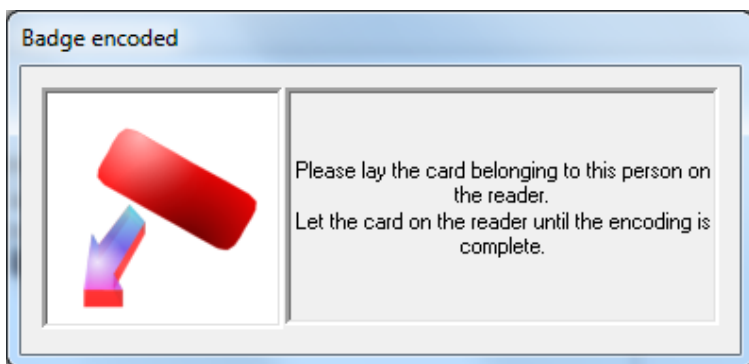 Badge encoded
Please lay the card belonging to this person on
the reader.
Let the card on the reader until the encoding is
complete.